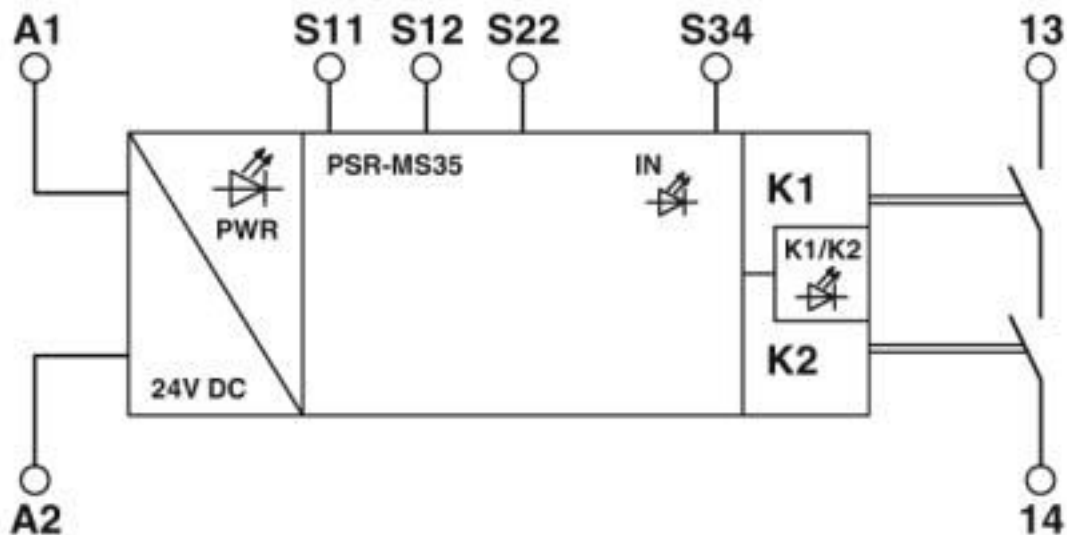 A1 S11 S12 S22 S34 13
PSR-MS35 IN
K1
PWR
K1/K2
K2
24V DC
A2 14